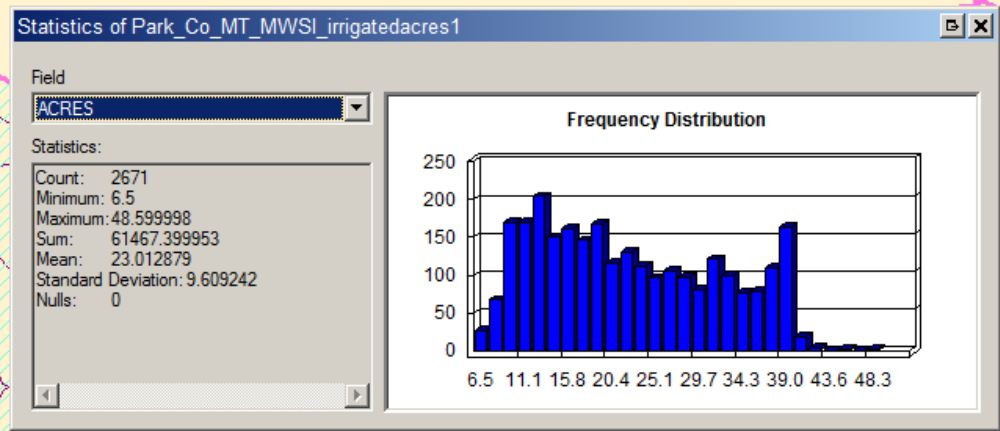 Statistics of Park_Co_MT_MWSI_irrigatedacres1
Field
ACRES
Statistics:
Count: 2671
Minimum: 6.5
Maximum: 48.599998
Sum: 61467.399953
Mean: 23.012879
Standard Deviation: 9.609242
Nulls: 0
Frequency Distribution
250
200
150
100
50
0
6.5 11.1 15.8 20.4 25.1 29.7 34.3 39.0 43.6 48.3